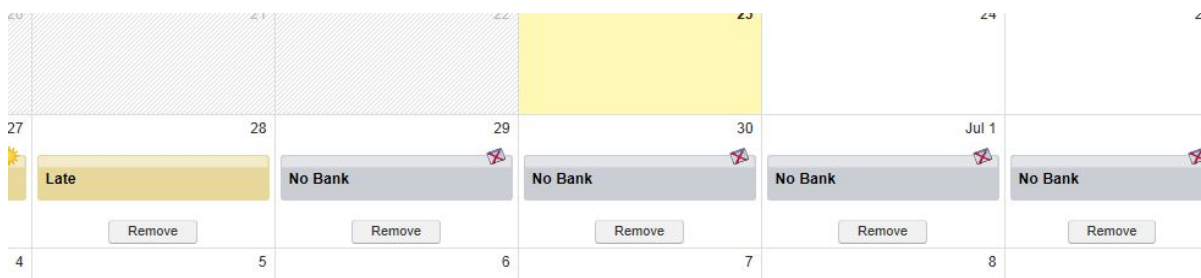 20 21 22 23 24
27 28 29 30 Jul 1
Late No Bank No Bank No Bank No Bank
Remove Remove Remove Remove Remove
4 5 6 7 8